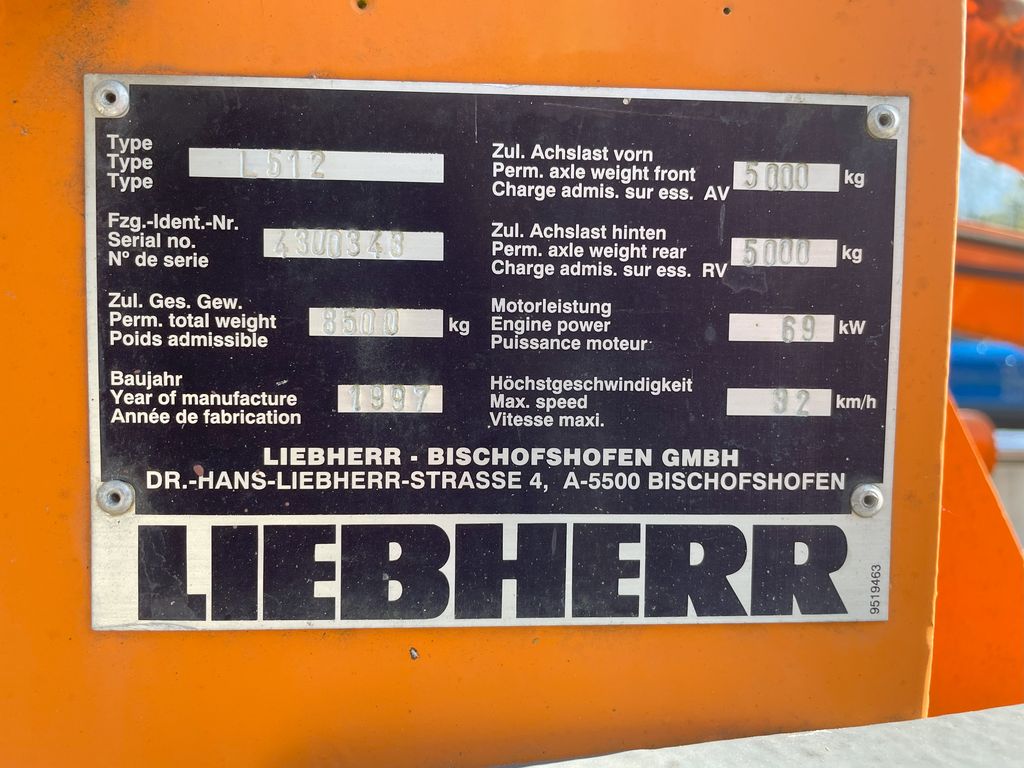 Type
Type L512
Type
Fzg.-Ident.-Nr.
Serial no. 4300343
N° de serie
Zul. Ges. Gew.
Perm. total weight 8500 kg
Poids admissible
Baujahr
Year of manufacture 1997
Année de fabrication
Zul. Achslast vorn
Perm. axle weight front 5000 kg
Charge admis. sur ess. AV
Zul. Achslast hinten
Perm. axle weight rear 5000 kg
Charge admis. sur ess. RV
Motorleistung
Engine power 69 kW
Puissance moteur
Höchstgeschwindigkeit
Max. speed 32 km/h
Vitesse maxi.
LIEBHERR - BISCHOFSHOFEN GMBH
DR.-HANS-LIEBHERR-STRASSE 4, A-5500 BISCHOFSHOFEN
LIEBHERR
9519463